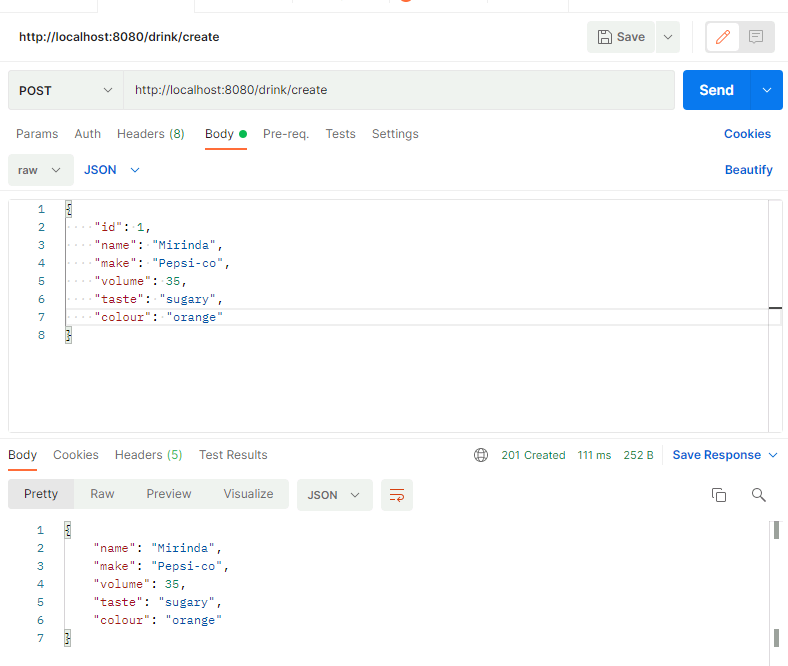 http://localhost:8080/drink/create
Save
POST http://localhost:8080/drink/create Send
Params Auth Headers (8) Body Pre-req. Tests Settings Cookies
raw JSON Beautify
1 {
2 "id": 1,
3 "name": "Mirinda",
4 "make": "Pepsi-co",
5 "volume": 35,
6 "taste": "sugary",
7 "colour": "orange"
8 }
Body Cookies Headers (5) Test Results 201 Created 111 ms 252 B Save Response
Pretty Raw Preview Visualize JSON
1 {
2 "name": "Mirinda",
3 "make": "Pepsi-co",
4 "volume": 35,
5 "taste": "sugary",
6 "colour": "orange"
7 }